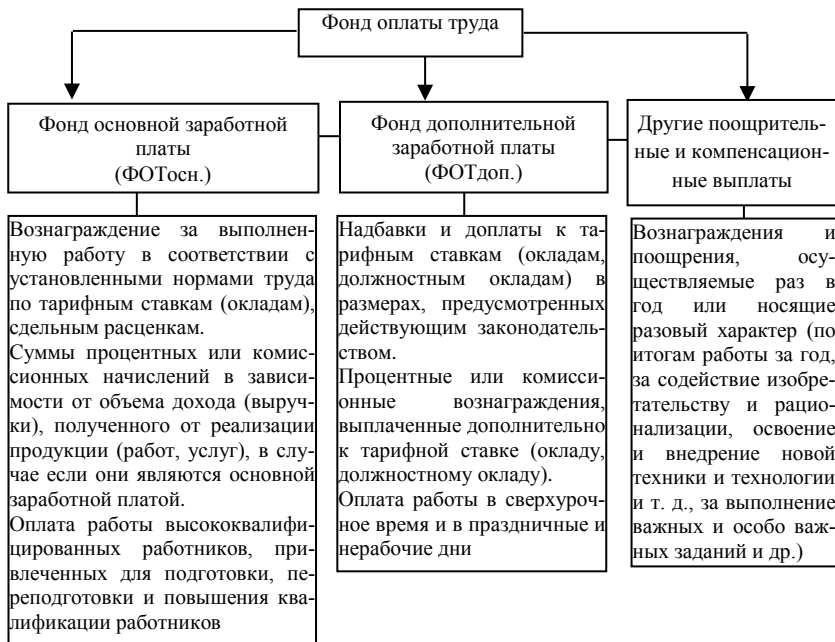 Фонд оплаты труда
Фонд основной заработной
платы
(ФОТосн.)
Фонд дополнительной
заработной платы
(ФОТдоп.)
Другие поощритель-
ные и компенсацион-
ные выплаты
Вознаграждение за выполнен-
ную работу в соответствии с
установленными нормами труда
по тарифным ставкам (окладам),
сдельным расценкам.
Суммы процентных или комис-
сионных начислений в зависи-
мости от объема дохода (выруч-
ки), полученного от реализации
продукции (работ, услуг), в слу-
чае если они являются основной
заработной платой.
Оплата работы высококвалифи-
цированных работников, при-
влеченных для подготовки, пе-
реподготовки и повышения ква-
лификации работников
Надбавки и доплаты к та-
рифным ставкам (окладам,
должностным окладам) в
размерах, предусмотренных
действующим законодатель-
ством.
Процентные или комисси-
онные вознаграждения,
выплаченные дополнительно
к тарифной ставке (окладу,
должностному окладу).
Оплата работы в сверхуроч-
ное время и в праздничные и
нерабочие дни
Вознаграждения и
поощрения, осу-
ществляемые раз в
год или носящие
разовый характер (по
итогам работы за год,
за содействие изобре-
тательству и рацио-
нализации, освоение
и внедрение новой
техники и технологии
и т. д., за выполнение
важных и особо важ-
ных заданий и др.)